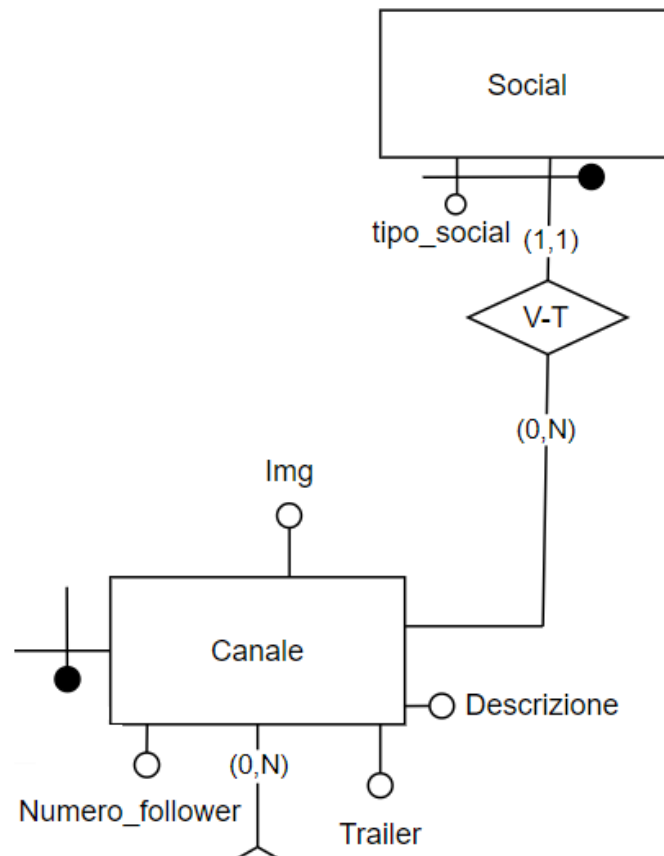 Social
tipo_social
(1,1)
V-T
(0,N)
Img
Canale
Descrizione
(0,N)
Numero_follower
Trailer